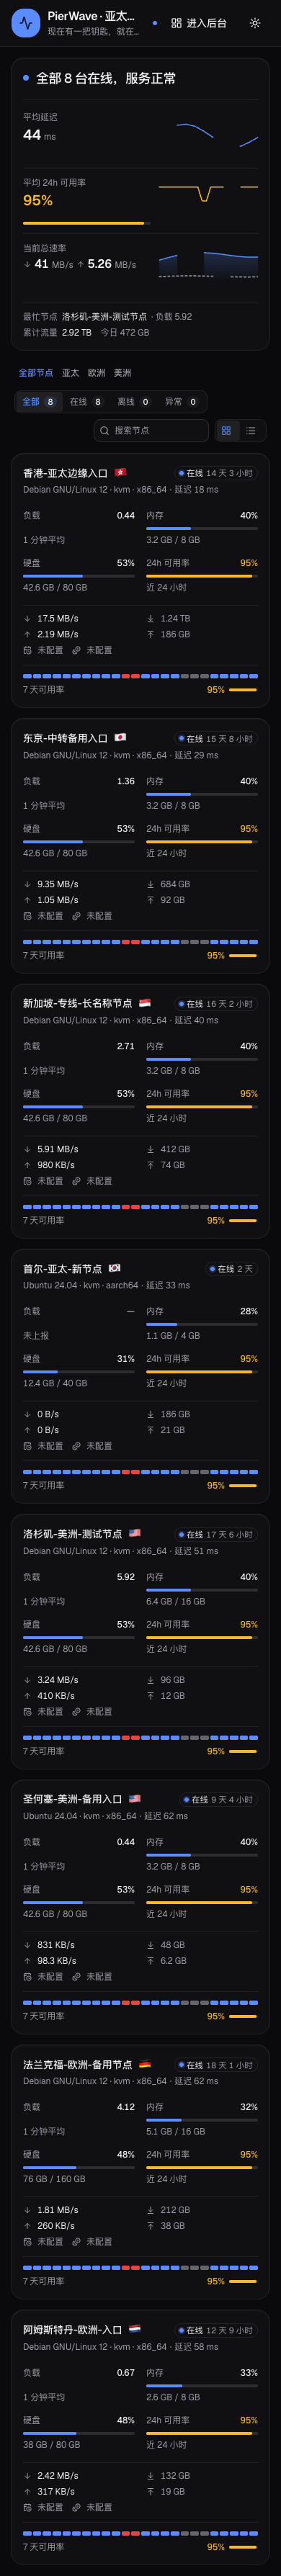 PierWave · 亚太...
现在有一把钥匙，就在...
进入后台
全部 8 台在线，服务正常
平均延迟
44 ms
平均 24h 可用率
95%
当前总速率
↓ 41 MB/s ↑ 5.26 MB/s
最忙节点 洛杉矶-美洲-测试节点 · 负载 5.92
累计流量 2.92 TB 今日 472 GB
全部节点 亚太 欧洲 美洲
全部 8 在线 8 离线 0 异常 0
搜索节点
香港-亚太边缘入口 在线 14 天 3 小时
Debian GNU/Linux 12 · kvm · x86_64 · 延迟 18 ms
负载 0.44 内存 40%
1 分钟平均 3.2 GB / 8 GB
硬盘 53% 24h 可用率 95%
42.6 GB / 80 GB 近 24 小时
↓ 17.5 MB/s 1.24 TB
↑ 2.19 MB/s 186 GB
未配置 未配置
7 天可用率 95%
东京-中转备用入口 在线 15 天 8 小时
Debian GNU/Linux 12 · kvm · x86_64 · 延迟 29 ms
负载 1.36 内存 40%
1 分钟平均 3.2 GB / 8 GB
硬盘 53% 24h 可用率 95%
42.6 GB / 80 GB 近 24 小时
↓ 9.35 MB/s 684 GB
↑ 1.05 MB/s 92 GB
未配置 未配置
7 天可用率 95%
新加坡-专线-长名称节点 在线 16 天 2 小时
Debian GNU/Linux 12 · kvm · x86_64 · 延迟 40 ms
负载 2.71 内存 40%
1 分钟平均 3.2 GB / 8 GB
硬盘 53% 24h 可用率 95%
42.6 GB / 80 GB 近 24 小时
↓ 5.91 MB/s 412 GB
↑ 980 KB/s 74 GB
未配置 未配置
7 天可用率 95%
首尔-亚太-新节点 在线 2 天
Ubuntu 24.04 · kvm · aarch64 · 延迟 33 ms
负载 — 内存 28%
未上报 1.1 GB / 4 GB
硬盘 31% 24h 可用率 95%
12.4 GB / 40 GB 近 24 小时
↓ 0 B/s 186 GB
↑ 0 B/s 21 GB
未配置 未配置
7 天可用率 95%
洛杉矶-美洲-测试节点 在线 17 天 6 小时
Debian GNU/Linux 12 · kvm · x86_64 · 延迟 51 ms
负载 5.92 内存 40%
1 分钟平均 6.4 GB / 16 GB
硬盘 53% 24h 可用率 95%
42.6 GB / 80 GB 近 24 小时
↓ 3.24 MB/s 96 GB
↑ 410 KB/s 12 GB
未配置 未配置
7 天可用率 95%
圣何塞-美洲-备用入口 在线 9 天 4 小时
Ubuntu 24.04 · kvm · x86_64 · 延迟 62 ms
负载 0.44 内存 40%
1 分钟平均 3.2 GB / 8 GB
硬盘 53% 24h 可用率 95%
42.6 GB / 80 GB 近 24 小时
↓ 831 KB/s 48 GB
↑ 98.3 KB/s 6.2 GB
未配置 未配置
7 天可用率 95%
法兰克福-欧洲-备用节点 在线 18 天 1 小时
Debian GNU/Linux 12 · kvm · x86_64 · 延迟 62 ms
负载 4.12 内存 32%
1 分钟平均 5.1 GB / 16 GB
硬盘 48% 24h 可用率 95%
76 GB / 160 GB 近 24 小时
↓ 1.81 MB/s 212 GB
↑ 260 KB/s 38 GB
未配置 未配置
7 天可用率 95%
阿姆斯特丹-欧洲-入口 在线 12 天 9 小时
Debian GNU/Linux 12 · kvm · x86_64 · 延迟 58 ms
负载 0.67 内存 33%
1 分钟平均 2.6 GB / 8 GB
硬盘 48% 24h 可用率 95%
38 GB / 80 GB 近 24 小时
↓ 2.42 MB/s 132 GB
↑ 317 KB/s 19 GB
未配置 未配置
7 天可用率 95%